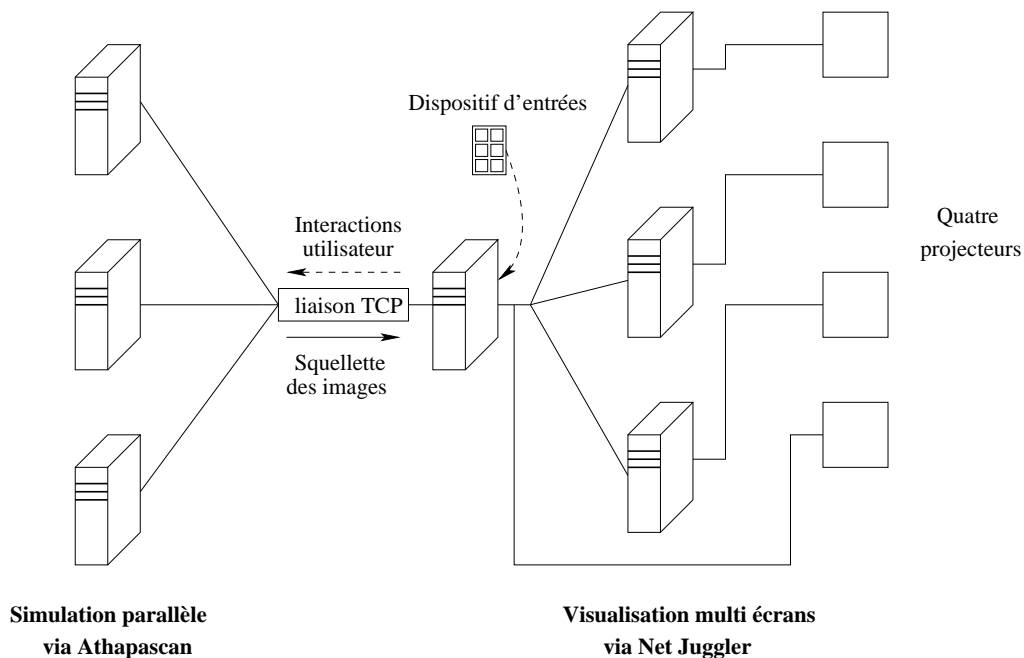 Dispositif d'entrées
Interactions
utilisateur
liaison TCP
Squellette
des images
Quatre
projecteurs
Simulation parallèle
via Athapascan
Visualisation multi écrans
via Net Juggler